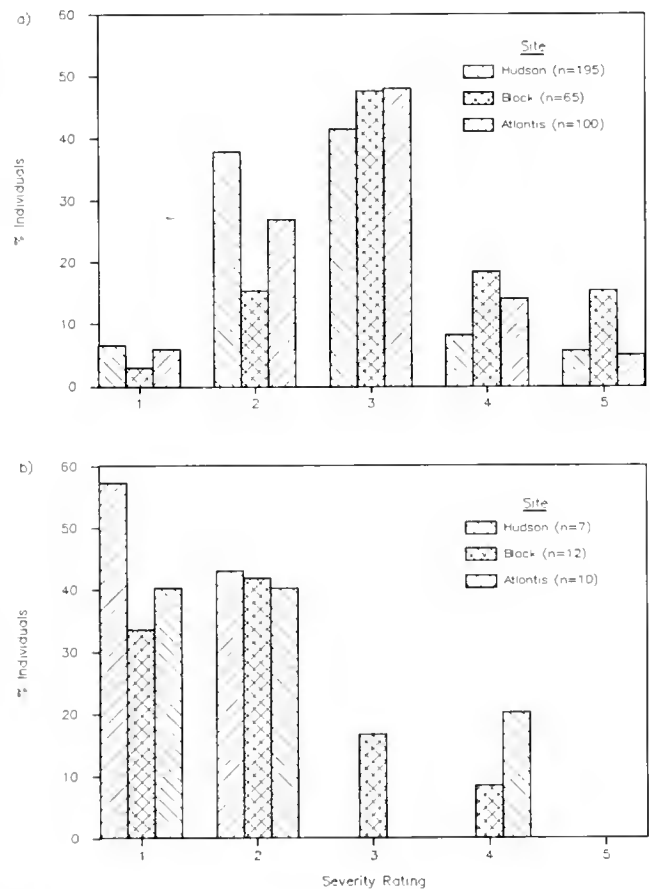 a)
60
50
40
30
20
10
0
% Individuals
Site
Hudson (n=195)
Block (n=65)
Atlantis (n=100)
1 2 3 4 5
b)
60
50
40
30
20
10
0
% Individuals
Site
Hudson (n=7)
Block (n=12)
Atlantis (n=10)
1 2 3 4 5
Severity Rating